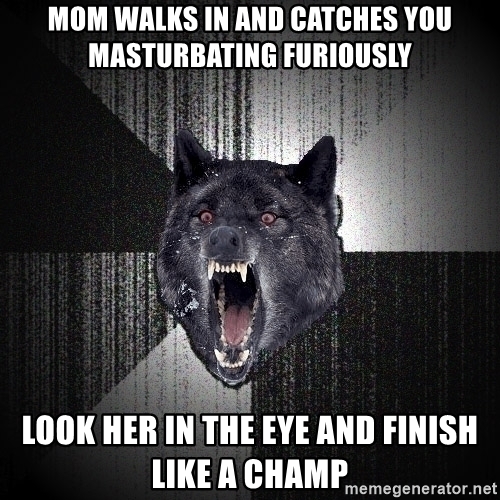 MOM WALKS IN AND CATCHES YOU
MASTURBATING FURIOUSLY
LOOK HER IN THE EYE AND FINISH
LIKE A CHAMP
memegenerator.net